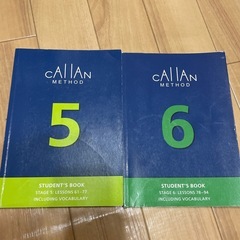 CAllAN
METHOD
5
STUDENT'S BOOK
STAGE 5, LESSONS 61-77
INCLUDING VOCABULARY
CAllAN
METHOD
6
STUDENT'S BOOK
STAGE 6, LESSONS 78-94
INCLUDING VOCABULARY